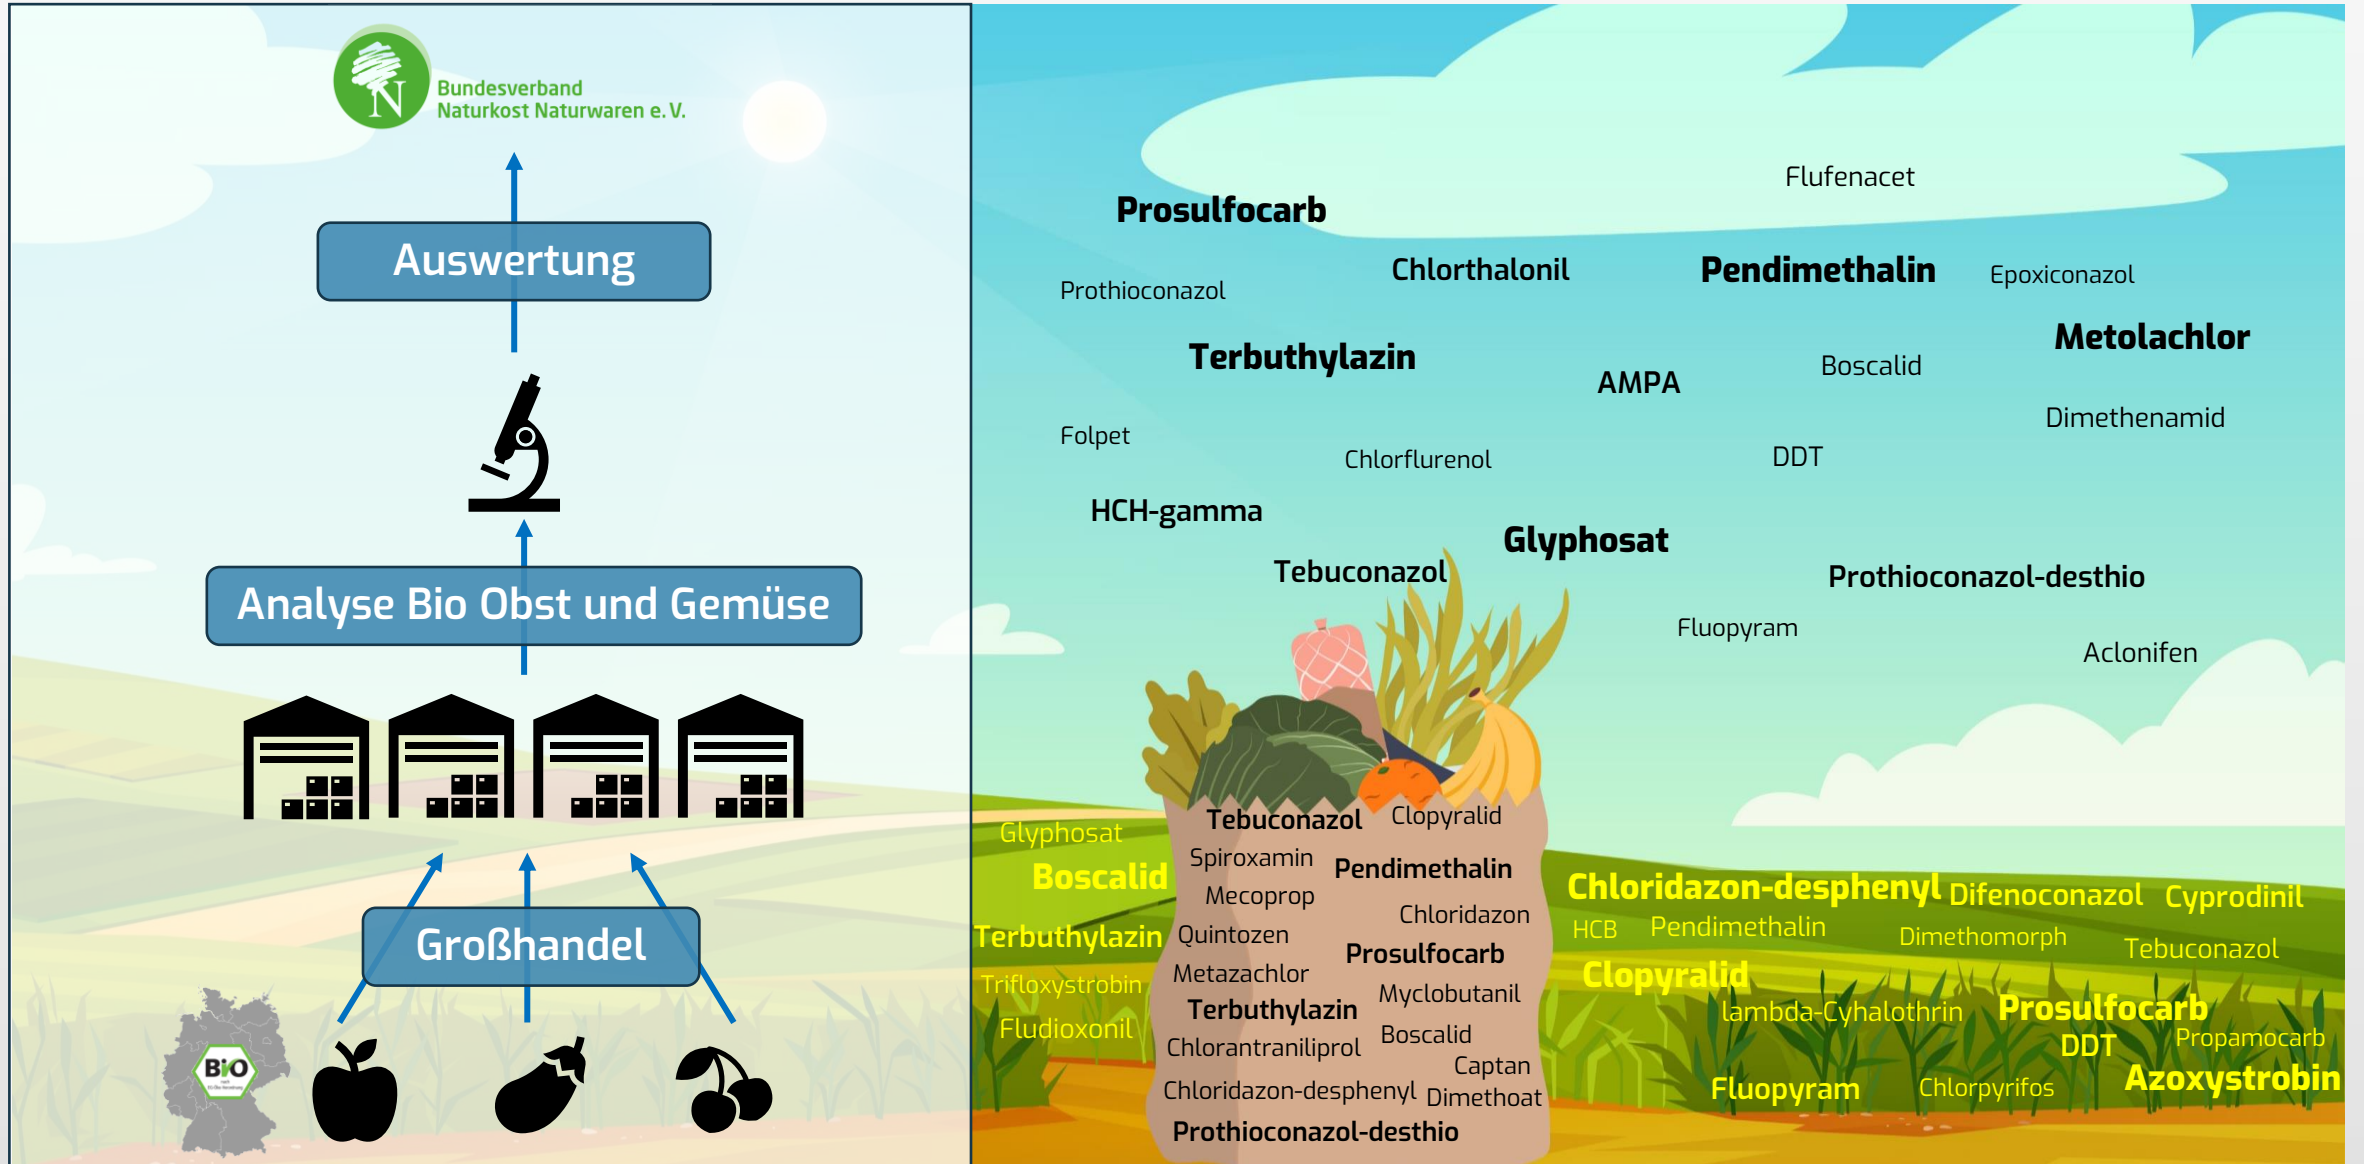 Bundesverband
Naturkost Naturwaren e. V.
Auswertung
Analyse Bio Obst und Gemüse
Großhandel
Bio
Flufenacet
Prosulfocarb
Chlorthalonil
Pendimethalin
Epoxiconazol
Prothioconazol
Metolachlor
Terbuthylazin
Boscalid
AMPA
Dimethenamid
Folpet
Chlorflurenol
DDT
HCH-gamma
Glyphosat
Tebuconazol
Prothioconazol-desthio
Fluopyram
Aclonifen
Glyphosat
Boscalid
Terbuthylazin
Trifloxystrobin
Fludioxonil
Tebuconazol
Clopyralid
Spiroxamin
Pendimethalin
Mecoprop
Chloridazon
Quintozen
Prosulfocarb
Metazachlor
Myclobutanil
Terbuthylazin
Boscalid
Chlorantraniliprol
Captan
Chloridazon-desphenyl
Dimethoat
Prothioconazol-desthio
Chloridazon-desphenyl
Difenoconazol
Cyprodinil
HCB
Pendimethalin
Dimethomorph
Tebuconazol
Clopyralid
lambda-Cyhalothrin
Prosulfocarb
DDT
Propamocarb
Fluopyram
Chlorpyrifos
Azoxystrobin